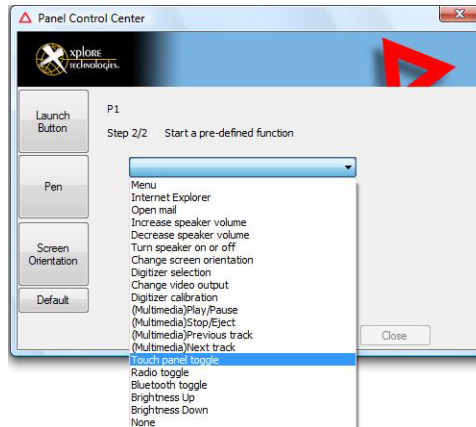 Panel Control Center
xplore
technologies.
Launch
Button
P1
Step 2/2 Start a pre-defined function
Pen
Screen
Orientation
Default
Menu
Internet Explorer
Open mail
Increase speaker volume
Decrease speaker volume
Turn speaker on or off
Change screen orientation
Digitizer selection
Change video output
Digitizer calibration
(Multimedia)Play/Pause
(Multimedia)Stop/Eject
(Multimedia)Previous track
(Multimedia)Next track
Touch panel toggle
Radio toggle
Bluetooth toggle
Brightness Up
Brightness Down
None
Close